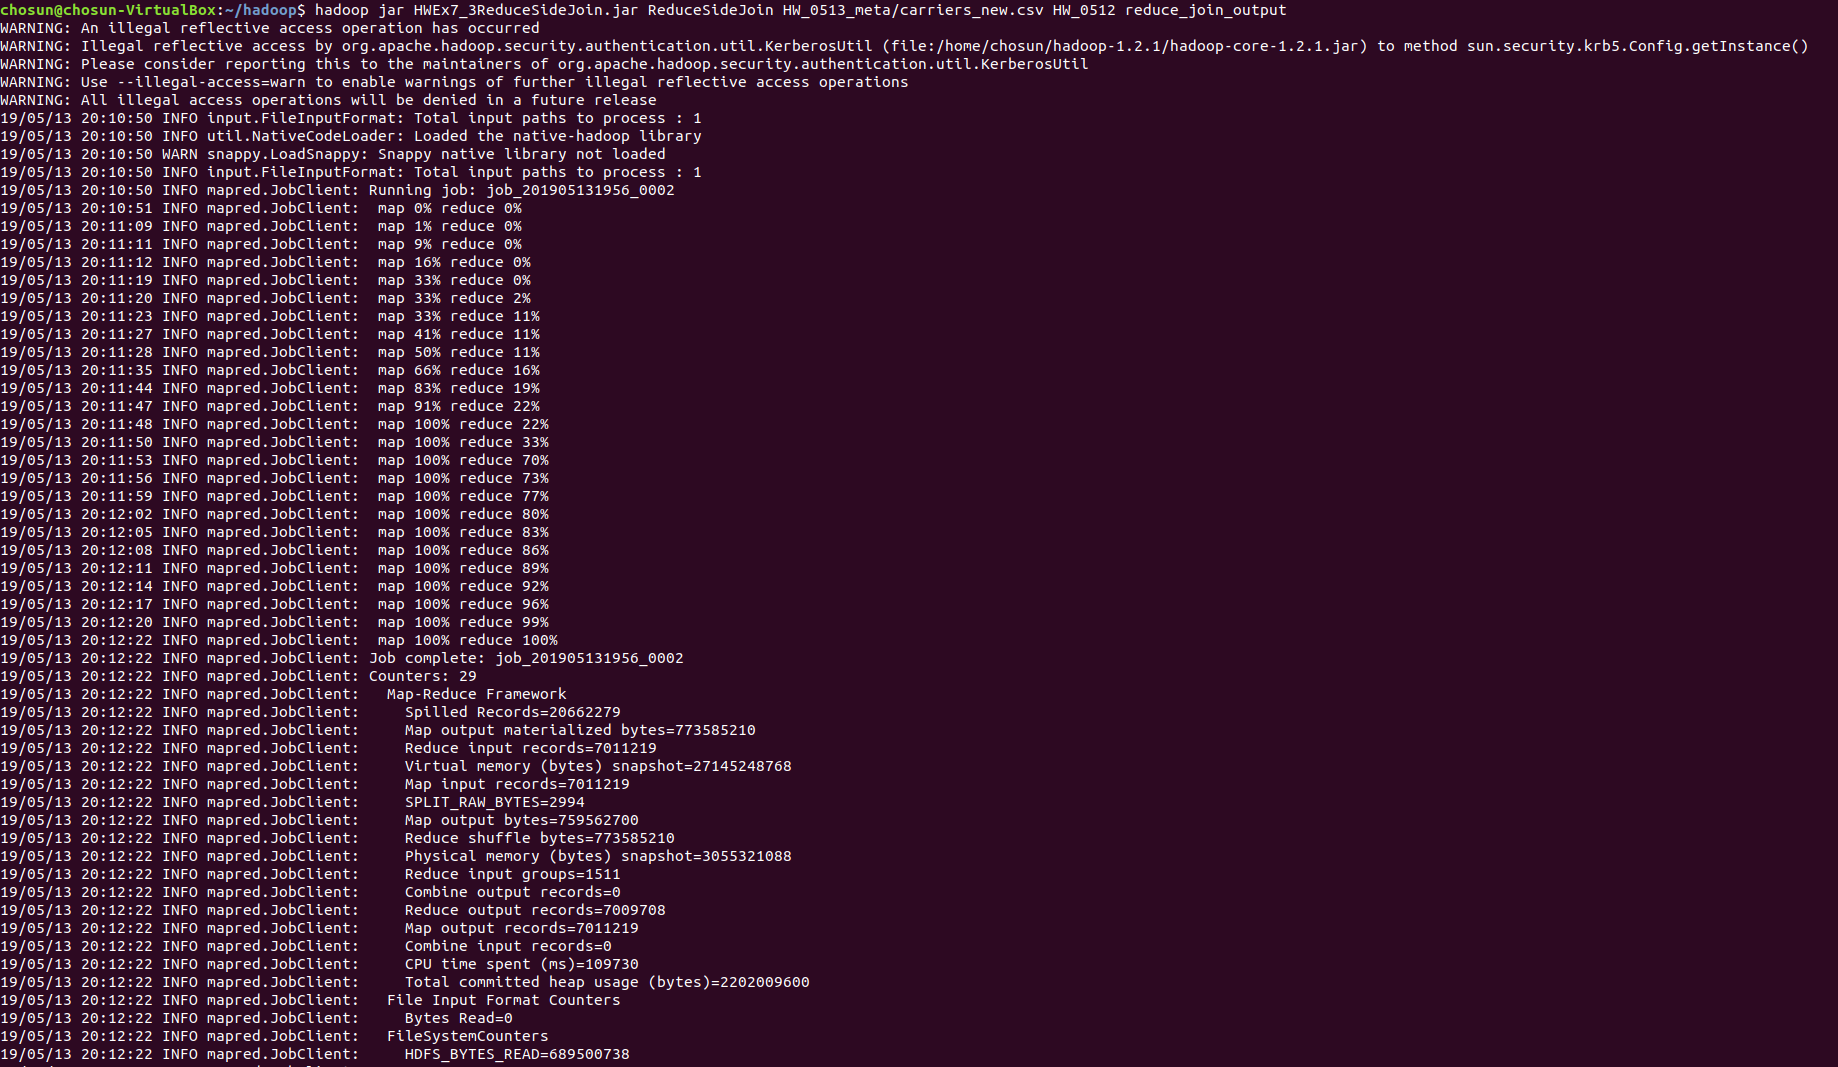 chosun@chosun-VirtualBox:~/hadoop$ hadoop jar HWEx7_3ReduceSideJoin.jar ReduceSideJoin HW_0513_meta/carriers_new.csv HW_0512 reduce_join_output
WARNING: An illegal reflective access operation has occurred
WARNING: Illegal reflective access by org.apache.hadoop.security.authentication.util.KerberosUtil (file:/home/chosun/hadoop-1.2.1/hadoop-core-1.2.1.jar) to method sun.security.krb5.Config.getInstance()
WARNING: Please consider reporting this to the maintainers of org.apache.hadoop.security.authentication.util.KerberosUtil
WARNING: Use --illegal-access=warn to enable warnings of further illegal reflective access operations
WARNING: All illegal access operations will be denied in a future release
19/05/13 20:10:50 INFO input.FileInputFormat: Total input paths to process : 1
19/05/13 20:10:50 INFO util.NativeCodeLoader: Loaded the native-hadoop library
19/05/13 20:10:50 WARN snappy.LoadSnappy: Snappy native library not loaded
19/05/13 20:10:50 INFO input.FileInputFormat: Total input paths to process : 1
19/05/13 20:10:50 INFO mapred.JobClient: Running job: job_201905131956_0002
19/05/13 20:10:51 INFO mapred.JobClient:  map 0% reduce 0%
19/05/13 20:11:09 INFO mapred.JobClient:  map 1% reduce 0%
19/05/13 20:11:11 INFO mapred.JobClient:  map 9% reduce 0%
19/05/13 20:11:12 INFO mapred.JobClient:  map 16% reduce 0%
19/05/13 20:11:19 INFO mapred.JobClient:  map 33% reduce 0%
19/05/13 20:11:20 INFO mapred.JobClient:  map 33% reduce 2%
19/05/13 20:11:23 INFO mapred.JobClient:  map 33% reduce 11%
19/05/13 20:11:27 INFO mapred.JobClient:  map 41% reduce 11%
19/05/13 20:11:28 INFO mapred.JobClient:  map 50% reduce 11%
19/05/13 20:11:35 INFO mapred.JobClient:  map 66% reduce 16%
19/05/13 20:11:44 INFO mapred.JobClient:  map 83% reduce 19%
19/05/13 20:11:47 INFO mapred.JobClient:  map 91% reduce 22%
19/05/13 20:11:48 INFO mapred.JobClient:  map 100% reduce 22%
19/05/13 20:11:50 INFO mapred.JobClient:  map 100% reduce 33%
19/05/13 20:11:53 INFO mapred.JobClient:  map 100% reduce 70%
19/05/13 20:11:56 INFO mapred.JobClient:  map 100% reduce 73%
19/05/13 20:11:59 INFO mapred.JobClient:  map 100% reduce 77%
19/05/13 20:12:02 INFO mapred.JobClient:  map 100% reduce 80%
19/05/13 20:12:05 INFO mapred.JobClient:  map 100% reduce 83%
19/05/13 20:12:08 INFO mapred.JobClient:  map 100% reduce 86%
19/05/13 20:12:11 INFO mapred.JobClient:  map 100% reduce 89%
19/05/13 20:12:14 INFO mapred.JobClient:  map 100% reduce 92%
19/05/13 20:12:17 INFO mapred.JobClient:  map 100% reduce 96%
19/05/13 20:12:20 INFO mapred.JobClient:  map 100% reduce 99%
19/05/13 20:12:22 INFO mapred.JobClient:  map 100% reduce 100%
19/05/13 20:12:22 INFO mapred.JobClient: Job complete: job_201905131956_0002
19/05/13 20:12:22 INFO mapred.JobClient: Counters: 29
19/05/13 20:12:22 INFO mapred.JobClient:   Map-Reduce Framework
19/05/13 20:12:22 INFO mapred.JobClient:     Spilled Records=20662279
19/05/13 20:12:22 INFO mapred.JobClient:     Map output materialized bytes=773585210
19/05/13 20:12:22 INFO mapred.JobClient:     Reduce input records=7011219
19/05/13 20:12:22 INFO mapred.JobClient:     Virtual memory (bytes) snapshot=27145248768
19/05/13 20:12:22 INFO mapred.JobClient:     Map input records=7011219
19/05/13 20:12:22 INFO mapred.JobClient:     SPLIT_RAW_BYTES=2994
19/05/13 20:12:22 INFO mapred.JobClient:     Map output bytes=759562700
19/05/13 20:12:22 INFO mapred.JobClient:     Reduce shuffle bytes=773585210
19/05/13 20:12:22 INFO mapred.JobClient:     Physical memory (bytes) snapshot=3055321088
19/05/13 20:12:22 INFO mapred.JobClient:     Reduce input groups=1511
19/05/13 20:12:22 INFO mapred.JobClient:     Combine output records=0
19/05/13 20:12:22 INFO mapred.JobClient:     Reduce output records=7009708
19/05/13 20:12:22 INFO mapred.JobClient:     Map output records=7011219
19/05/13 20:12:22 INFO mapred.JobClient:     Combine input records=0
19/05/13 20:12:22 INFO mapred.JobClient:     CPU time spent (ms)=109730
19/05/13 20:12:22 INFO mapred.JobClient:     Total committed heap usage (bytes)=2202009600
19/05/13 20:12:22 INFO mapred.JobClient:   File Input Format Counters
19/05/13 20:12:22 INFO mapred.JobClient:     Bytes Read=0
19/05/13 20:12:22 INFO mapred.JobClient:   FileSystemCounters
19/05/13 20:12:22 INFO mapred.JobClient:     HDFS_BYTES_READ=689500738